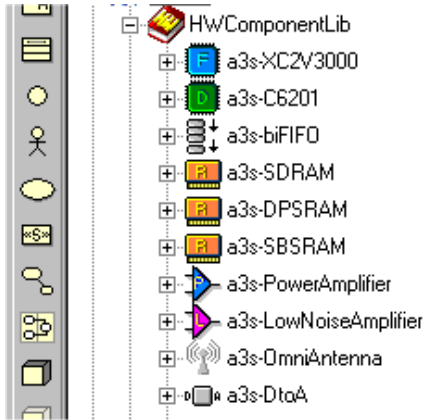 HWComponentLib
a3s-XC2V3000
F
a3s-C6201
D
a3s-biFIFO
a3s-SDRAM
R
a3s-DPSRAM
R
a3s-SBSRAM
R
a3s-PowerAmplifier
P
a3s-LowNoiseAmplifier
L
a3s-OmniAntenna
a3s-DtoA
D A
«S»